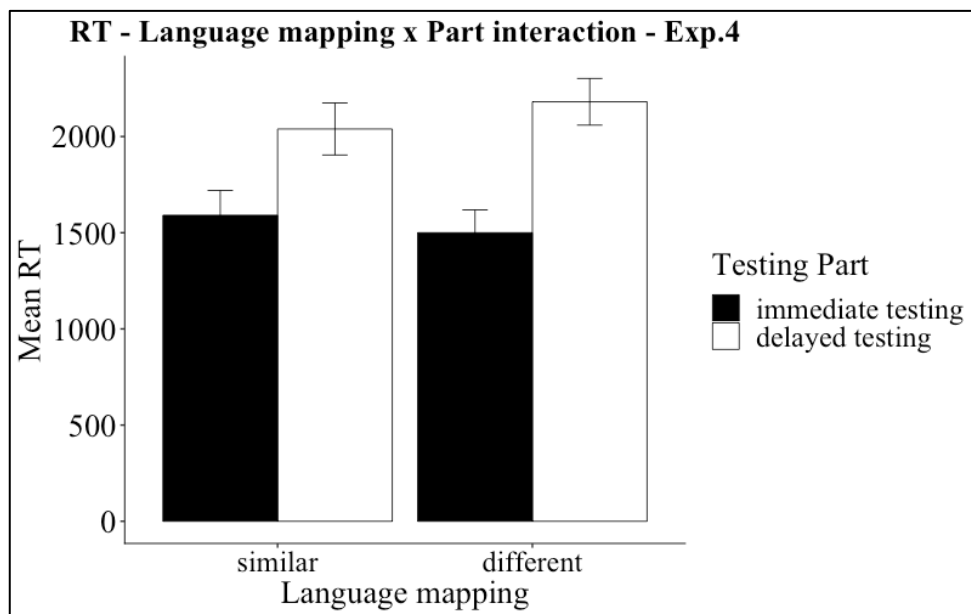 RT - Language mapping x Part interaction - Exp.4
Mean RT
2000
1500
1000
500
0
similar
different
Language mapping
Testing Part
immediate testing
delayed testing